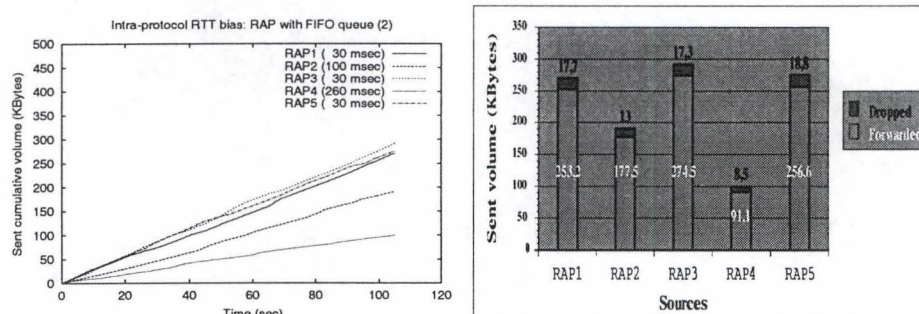 Intra-protocol RTT bias: RAP with FIFO queue (2)
Sent cumulative volume (KBytes)
500
450
400
350
300
250
200
150
100
50
0
RAP1 ( 30 msec)
RAP2 (100 msec)
RAP3 ( 30 msec)
RAP4 (260 msec)
RAP5 ( 30 msec)
0 20 40 60 80 100 120
Time (sec)
Sent volume (KBytes)
350
300
250
200
150
100
50
0
17,7 13 17,3 8,5 18,8
253.2 177,5 274,5 91,1 256.6
RAP1 RAP2 RAP3 RAP4 RAP5
Sources
Dropped
Forwarded